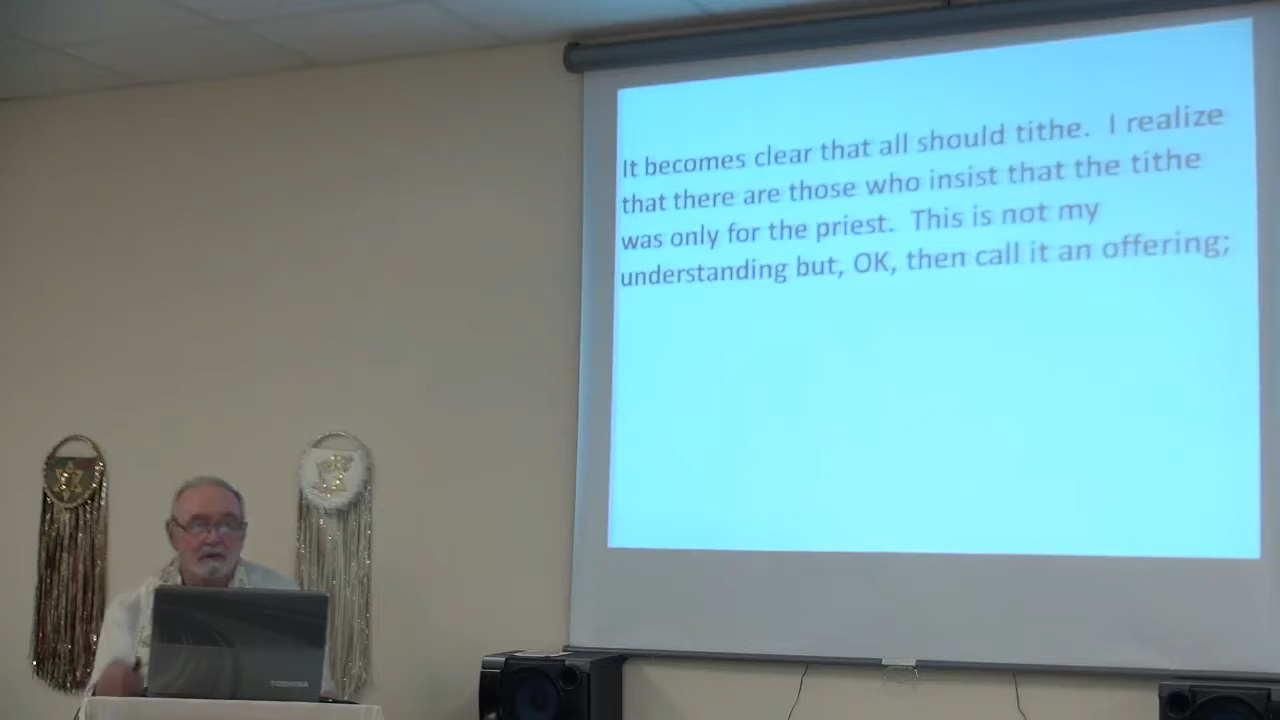 It becomes clear that all should tithe. I realize
that there are those who insist that the tithe
was only for the priest. This is not my
understanding but, OK, then call it an offering;
TOSHIBA